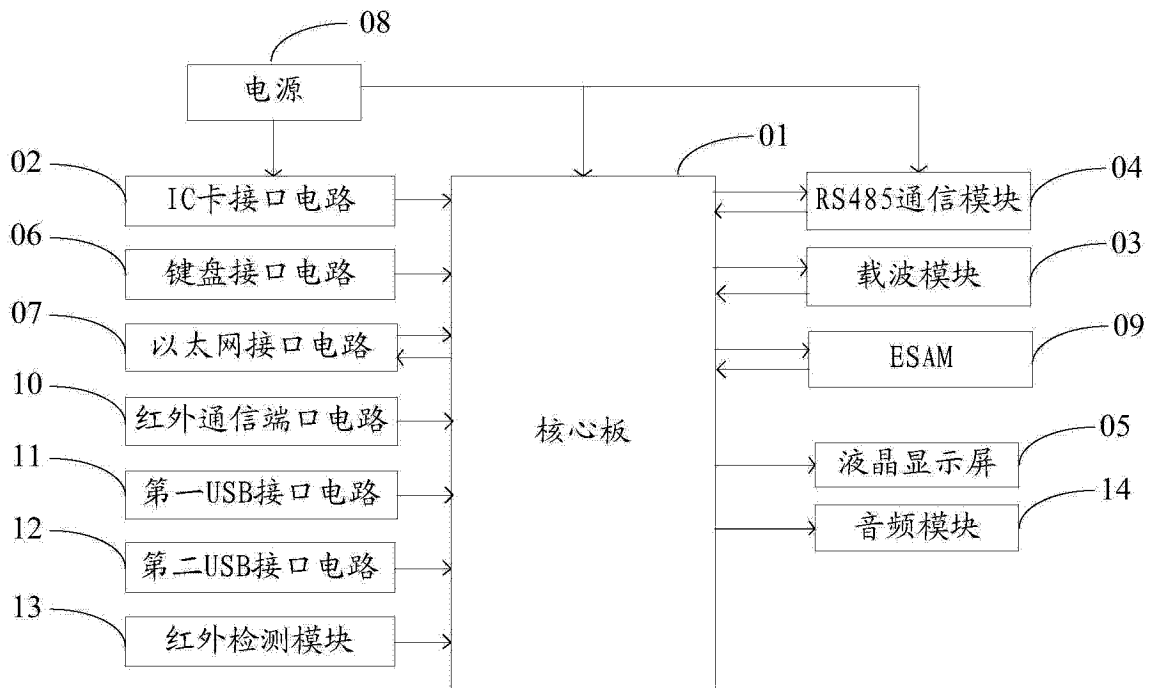 08
电源
01
02
IC卡接口电路
04
RS485通信模块
06
键盘接口电路
03
载波模块
07
以太网接口电路
09
ESAM
10
红外通信端口电路
核心板
05
液晶显示屏
11
第一USB接口电路
14
音频模块
12
第二USB接口电路
13
红外检测模块